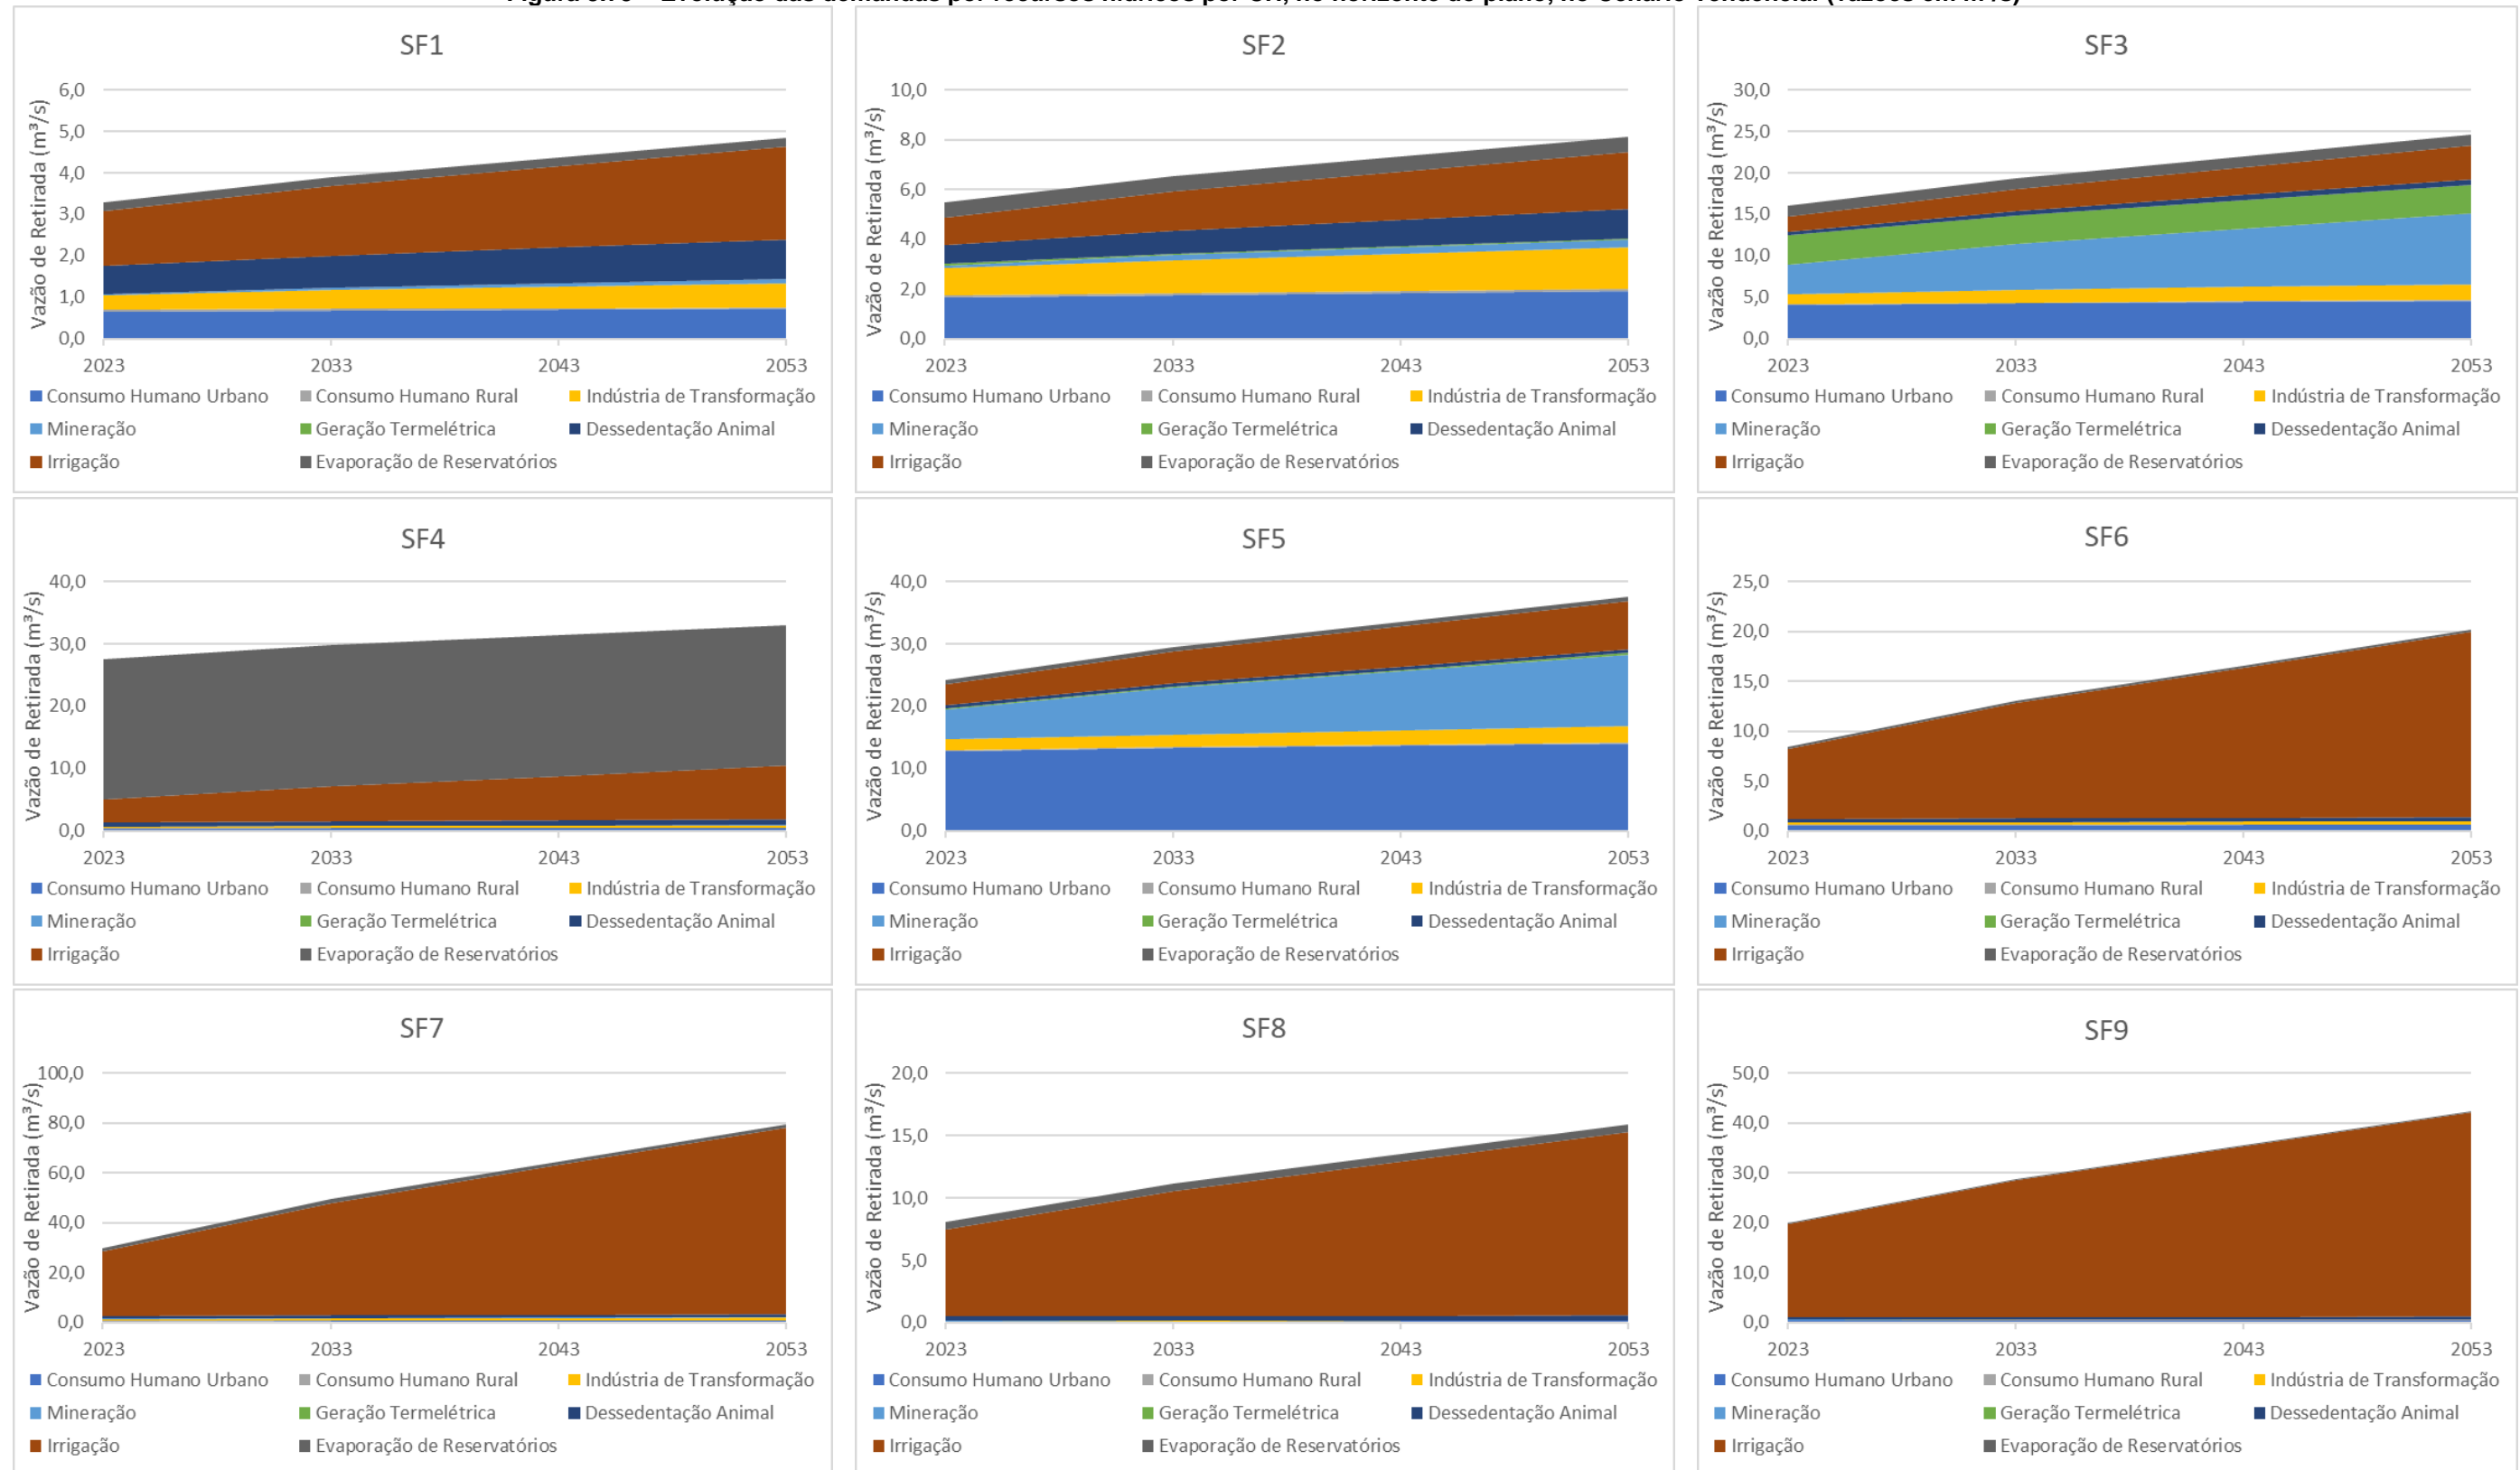 SF1
Vazão de Retirada (m³/s)
6,0
5,0
4,0
3,0
2,0
1,0
0,0
2023 2033 2043 2053
Consumo Humano Urbano Consumo Humano Rural Indústria de Transformação
Mineração Geração Termelétrica Dessedentação Animal
Irrigação Evaporação de Reservatórios
SF2
Vazão de Retirada (m³/s)
10,0
8,0
6,0
4,0
2,0
0,0
2023 2033 2043 2053
Consumo Humano Urbano Consumo Humano Rural Indústria de Transformação
Mineração Geração Termelétrica Dessedentação Animal
Irrigação Evaporação de Reservatórios
SF3
Vazão de Retirada (m³/s)
30,0
25,0
20,0
15,0
10,0
5,0
0,0
2023 2033 2043 2053
Consumo Humano Urbano Consumo Humano Rural Indústria de Transformação
Mineração Geração Termelétrica Dessedentação Animal
Irrigação Evaporação de Reservatórios
SF4
Vazão de Retirada (m³/s)
40,0
30,0
20,0
10,0
0,0
2023 2033 2043 2053
Consumo Humano Urbano Consumo Humano Rural Indústria de Transformação
Mineração Geração Termelétrica Dessedentação Animal
Irrigação Evaporação de Reservatórios
SF5
Vazão de Retirada (m³/s)
40,0
30,0
20,0
10,0
0,0
2023 2033 2043 2053
Consumo Humano Urbano Consumo Humano Rural Indústria de Transformação
Mineração Geração Termelétrica Dessedentação Animal
Irrigação Evaporação de Reservatórios
SF6
Vazão de Retirada (m³/s)
25,0
20,0
15,0
10,0
5,0
0,0
2023 2033 2043 2053
Consumo Humano Urbano Consumo Humano Rural Indústria de Transformação
Mineração Geração Termelétrica Dessedentação Animal
Irrigação Evaporação de Reservatórios
SF7
Vazão de Retirada (m³/s)
100,0
80,0
60,0
40,0
20,0
0,0
2023 2033 2043 2053
Consumo Humano Urbano Consumo Humano Rural Indústria de Transformação
Mineração Geração Termelétrica Dessedentação Animal
Irrigação Evaporação de Reservatórios
SF8
Vazão de Retirada (m³/s)
20,0
15,0
10,0
5,0
0,0
2023 2033 2043 2053
Consumo Humano Urbano Consumo Humano Rural Indústria de Transformação
Mineração Geração Termelétrica Dessedentação Animal
Irrigação Evaporação de Reservatórios
SF9
Vazão de Retirada (m³/s)
50,0
40,0
30,0
20,0
10,0
0,0
2023 2033 2043 2053
Consumo Humano Urbano Consumo Humano Rural Indústria de Transformação
Mineração Geração Termelétrica Dessedentação Animal
Irrigação Evaporação de Reservatórios